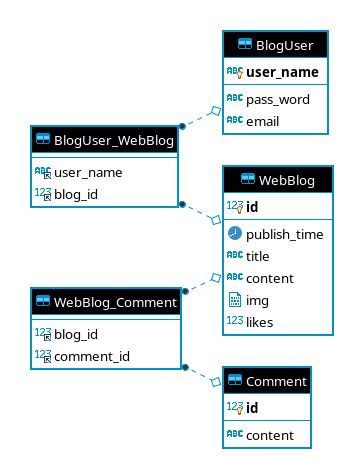 BlogUser
user_name
pass_word
email
BlogUser_WebBlog
user_name
blog_id
WebBlog
id
publish_time
title
content
img
likes
WebBlog_Comment
blog_id
comment_id
Comment
id
content